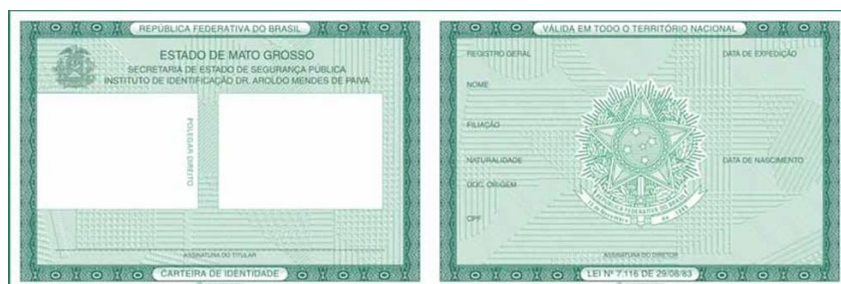 REPÚBLICA FEDERATIVA DO BRASIL
ESTADO DE MATO GROSSO
SECRETARIA DE ESTADO DE SEGURANÇA PÚBLICA
INSTITUTO DE IDENTIFICAÇÃO DR. AROLDO MENDES DE PAIVA
POLEGAR DIREITO
ASSINATURA DO TITULAR
CARTEIRA DE IDENTIDADE
VÁLIDA EM TODO O TERRITÓRIO NACIONAL
REGISTRO GERAL
DATA DE EXPEDIÇÃO
NOME
FILIAÇÃO
NATURALIDADE
DATA DE NASCIMENTO
DOC. ORIGEM
CPF
ASSINATURA DO DIRETOR
LEI Nº 7.116 DE 29/08/83